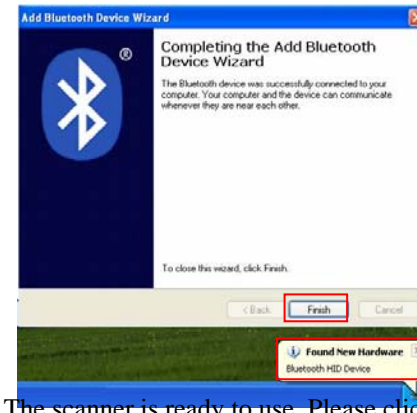 Add Bluetooth Device Wizard
®
Completing the Add Bluetooth
Device Wizard
The Bluetooth device was successfully connected to your
computer. Your computer and the device can communicate
whenever they are near each other.
To close this wizard, click Finish.
< Back
Finish
Cancel
Found New Hardware
Bluetooth HID Device
The scanner is ready to use. Please